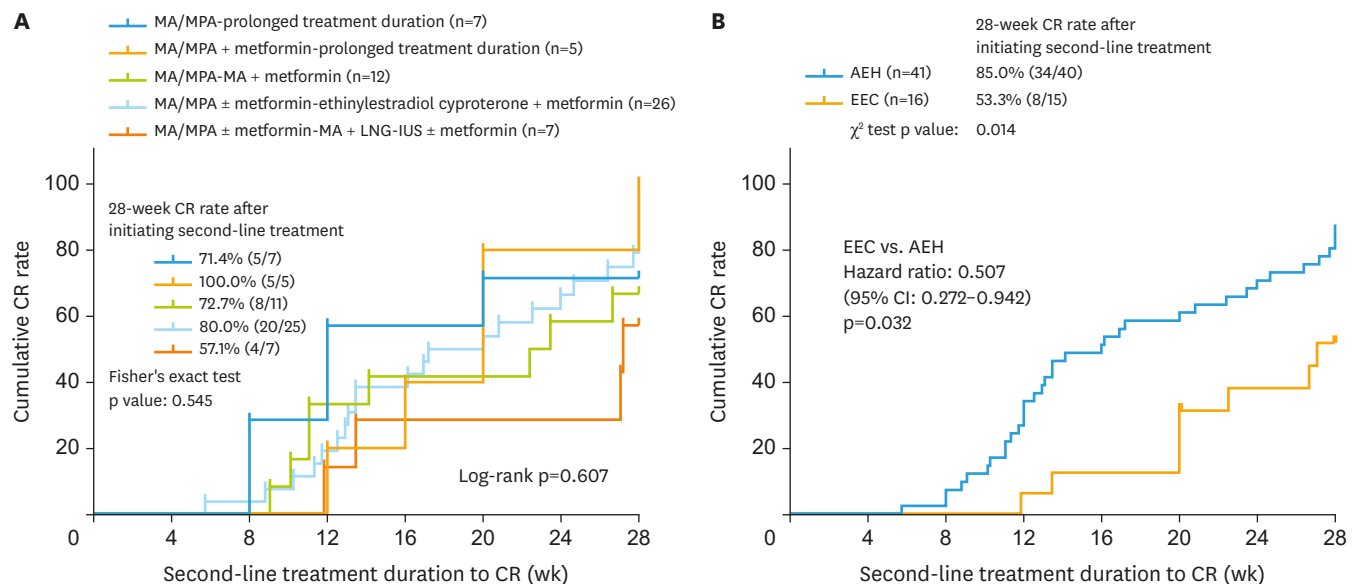 A
MA/MPA-prolonged treatment duration (n=7)
MA/MPA + metformin-prolonged treatment duration (n=5)
MA/MPA-MA + metformin (n=12)
MA/MPA ± metformin-ethinylestradiol cyproterone + metformin (n=26)
MA/MPA ± metformin-MA + LNG-IUS ± metformin (n=7)
Cumulative CR rate
100
80
60
40
20
0
28-week CR rate after
initiating second-line treatment
71.4% (5/7)
100.0% (5/5)
72.7% (8/11)
80.0% (20/25)
57.1% (4/7)
Fisher's exact test
p value: 0.545
Log-rank p=0.607
4 8 12 16 20 24 28
Second-line treatment duration to CR (wk)
B
28-week CR rate after
initiating second-line treatment
AEH (n=41) 85.0% (34/40)
EEC (n=16) 53.3% (8/15)
χ² test p value: 0.014
Cumulative CR rate
100
80
60
40
20
0
EEC vs. AEH
Hazard ratio: 0.507
(95% CI: 0.272–0.942)
p=0.032
4 8 12 16 20 24 28
Second-line treatment duration to CR (wk)